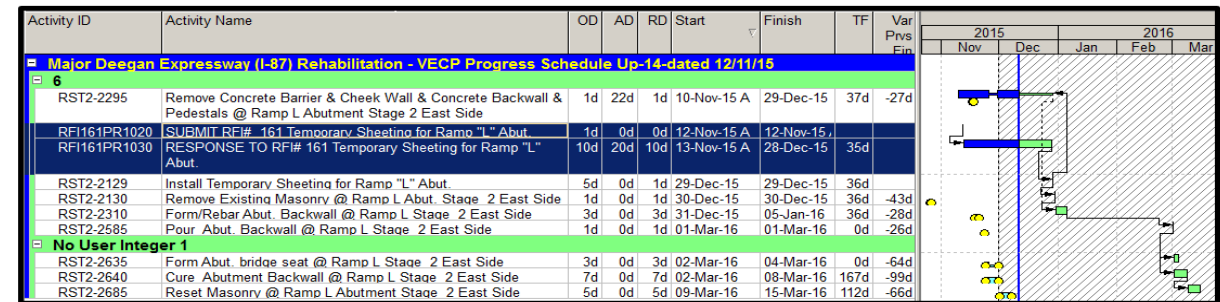 Activity ID Activity Name OD AD RD Start Finish TF Var
Prvs
Fin
2015 2016
Nov Dec Jan Feb Mar
Major Deegan Expressway (I-87) Rehabilitation - VECP Progress Schedule Up-14-dated 12/11/15
6
RST2-2295 Remove Concrete Barrier & Cheek Wall & Concrete Backwall & 1d 22d 1d 10-Nov-15 A 29-Dec-15 37d -27d
Pedestals @ Ramp L Abutment Stage 2 East Side
RFI161PR1020 SUBMIT RFI# 161 Temporary Sheeting for Ramp "L" Abut. 1d 0d 0d 12-Nov-15 A 12-Nov-15
RFI161PR1030 RESPONSE TO RFI# 161 Temporary Sheeting for Ramp "L" 10d 20d 10d 13-Nov-15 A 28-Dec-15 35d
Abut.
RST2-2129 Install Temporary Sheeting for Ramp "L" Abut. 5d 0d 1d 29-Dec-15 29-Dec-15 36d
RST2-2130 Remove Existing Masonry @ Ramp L Abut. Stage 2 East Side 1d 0d 1d 30-Dec-15 30-Dec-15 36d -43d
RST2-2310 Form/Rebar Abut. Backwall @ Ramp L Stage 2 East Side 3d 0d 3d 31-Dec-15 05-Jan-16 36d -28d
RST2-2585 Pour Abut. Backwall @ Ramp L Stage 2 East Side 1d 0d 1d 01-Mar-16 01-Mar-16 0d -26d
No User Integer 1
RST2-2635 Form Abut. bridge seat @ Ramp L Stage 2 East Side 3d 0d 3d 02-Mar-16 04-Mar-16 0d -64d
RST2-2640 Cure Abutment Backwall @ Ramp L Stage 2 East Side 7d 0d 7d 02-Mar-16 08-Mar-16 167d -99d
RST2-2685 Reset Masonry @ Ramp L Abutment Stage 2 East Side 5d 0d 5d 09-Mar-16 15-Mar-16 112d -66d